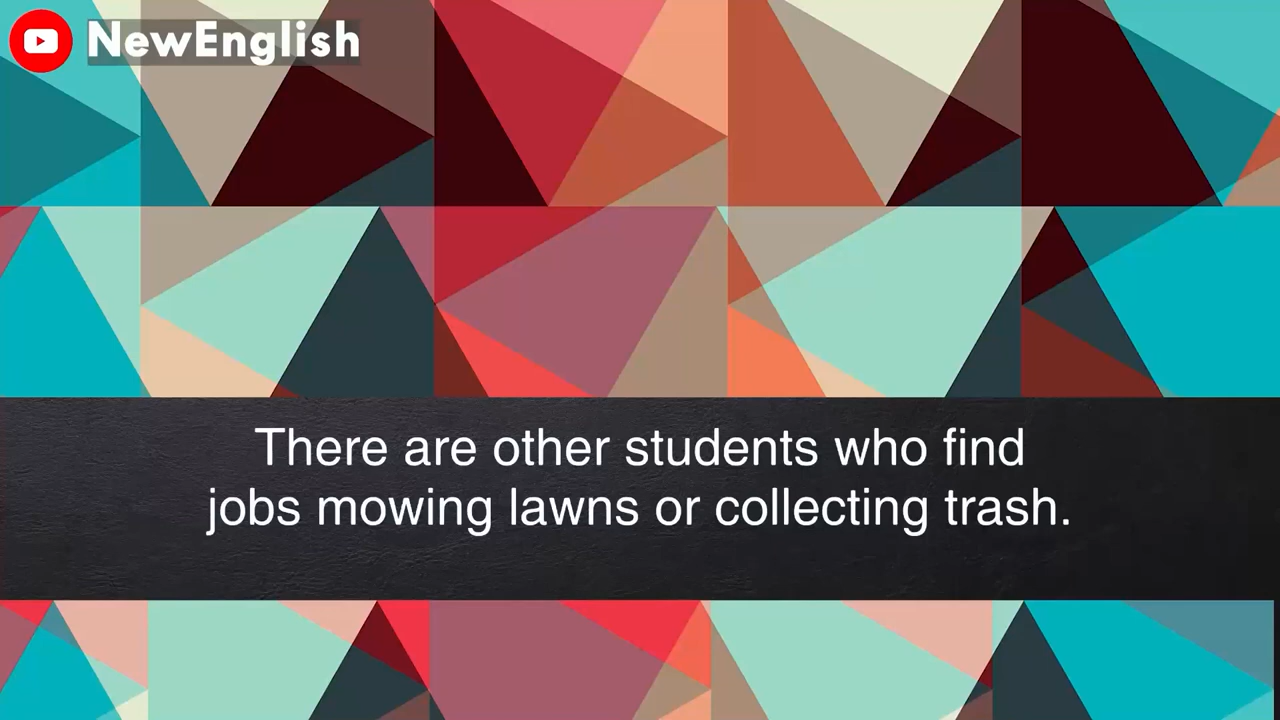 NewEnglish
There are other students who find
jobs mowing lawns or collecting trash.